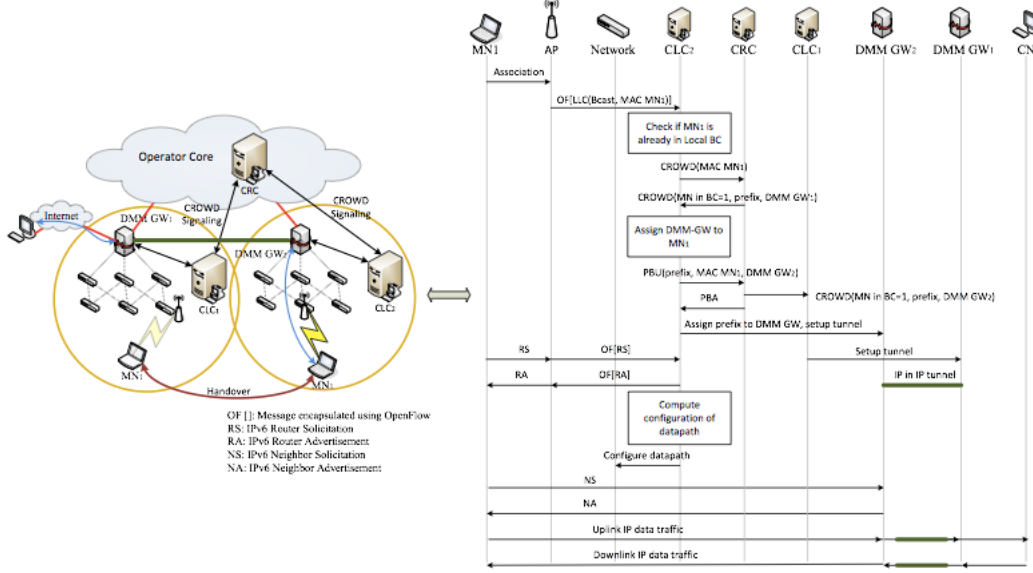 Operator Core
CRC
CROWD
Signaling
CROWD
Signaling
Internet
DMM GW₁
DMM GW₂
CLC₁
CLC₂
MN₁
MN₁
Handover
OF []: Message encapsulated using OpenFlow
RS: IPv6 Router Solicitation
RA: IPv6 Router Advertisement
NS: IPv6 Neighbor Solicitation
NA: IPv6 Neighbor Advertisement
MN1 AP Network CLC₂ CRC CLC₁ DMM GW₂ DMM GW₁ CN
Association
OF[LLC(Bcast, MAC MN₁)]
Check if MN₁ is
already in Local BC
CROWD(MAC MN₁)
CROWD(MN in BC=1, prefix, DMM GW₁)
Assign DMM-GW to
MN₁
PBU(prefix, MAC MN₁, DMM GW₂)
PBA
CROWD(MN in BC=1, prefix, DMM GW₂)
Assign prefix to DMM GW, setup tunnel
RS OF[RS] Setup tunnel
RA OF[RA] IP in IP tunnel
Compute
configuration of
datapath
Configure datapath
NS
NA
Uplink IP data traffic
Downlink IP data traffic